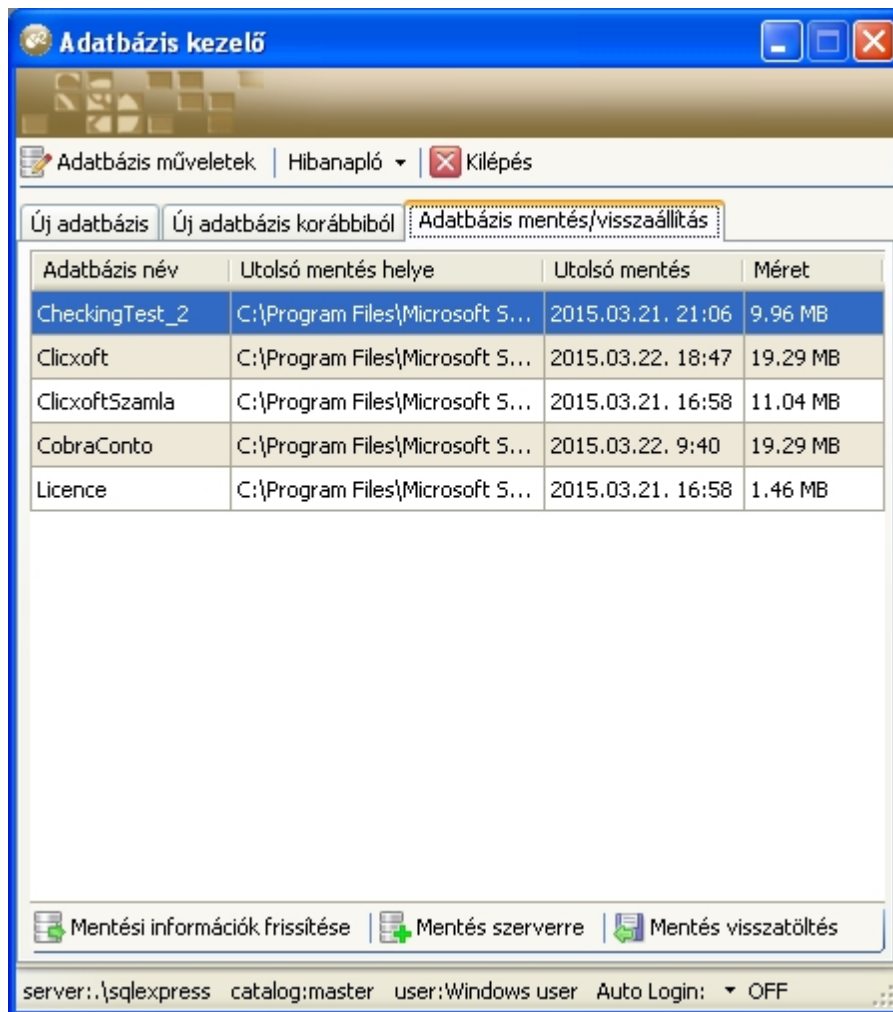 Adatbázis kezelő
Adatbázis műveletek Hibanapló Kilépés
Új adatbázis Új adatbázis korábbiból Adatbázis mentés/visszaállítás
Adatbázis név Utolsó mentés helye Utolsó mentés Méret
CheckingTest_2 C:\Program Files\Microsoft S... 2015.03.21. 21:06 9.96 MB
Clicxoft C:\Program Files\Microsoft S... 2015.03.22. 18:47 19.29 MB
ClicxoftSzamla C:\Program Files\Microsoft S... 2015.03.21. 16:58 11.04 MB
CobraConto C:\Program Files\Microsoft S... 2015.03.22. 9:40 19.29 MB
Licence C:\Program Files\Microsoft S... 2015.03.21. 16:58 1.46 MB
Mentési információk frissítése Mentés szerverre Mentés visszatöltés
server:.\sqlexpress catalog:master user:Windows user Auto Login: OFF